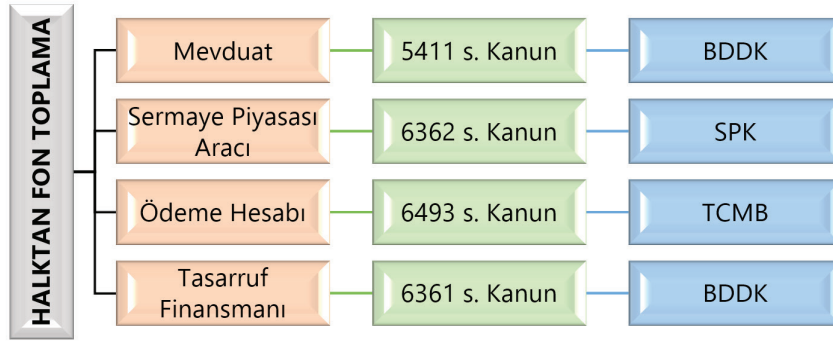 HALKTAN FON TOPLAMA
Mevduat
5411 s. Kanun
BDDK
Sermaye Piyasası
Aracı
6362 s. Kanun
SPK
Ödeme Hesabı
6493 s. Kanun
TCMB
Tasarruf
Finansmanı
6361 s. Kanun
BDDK